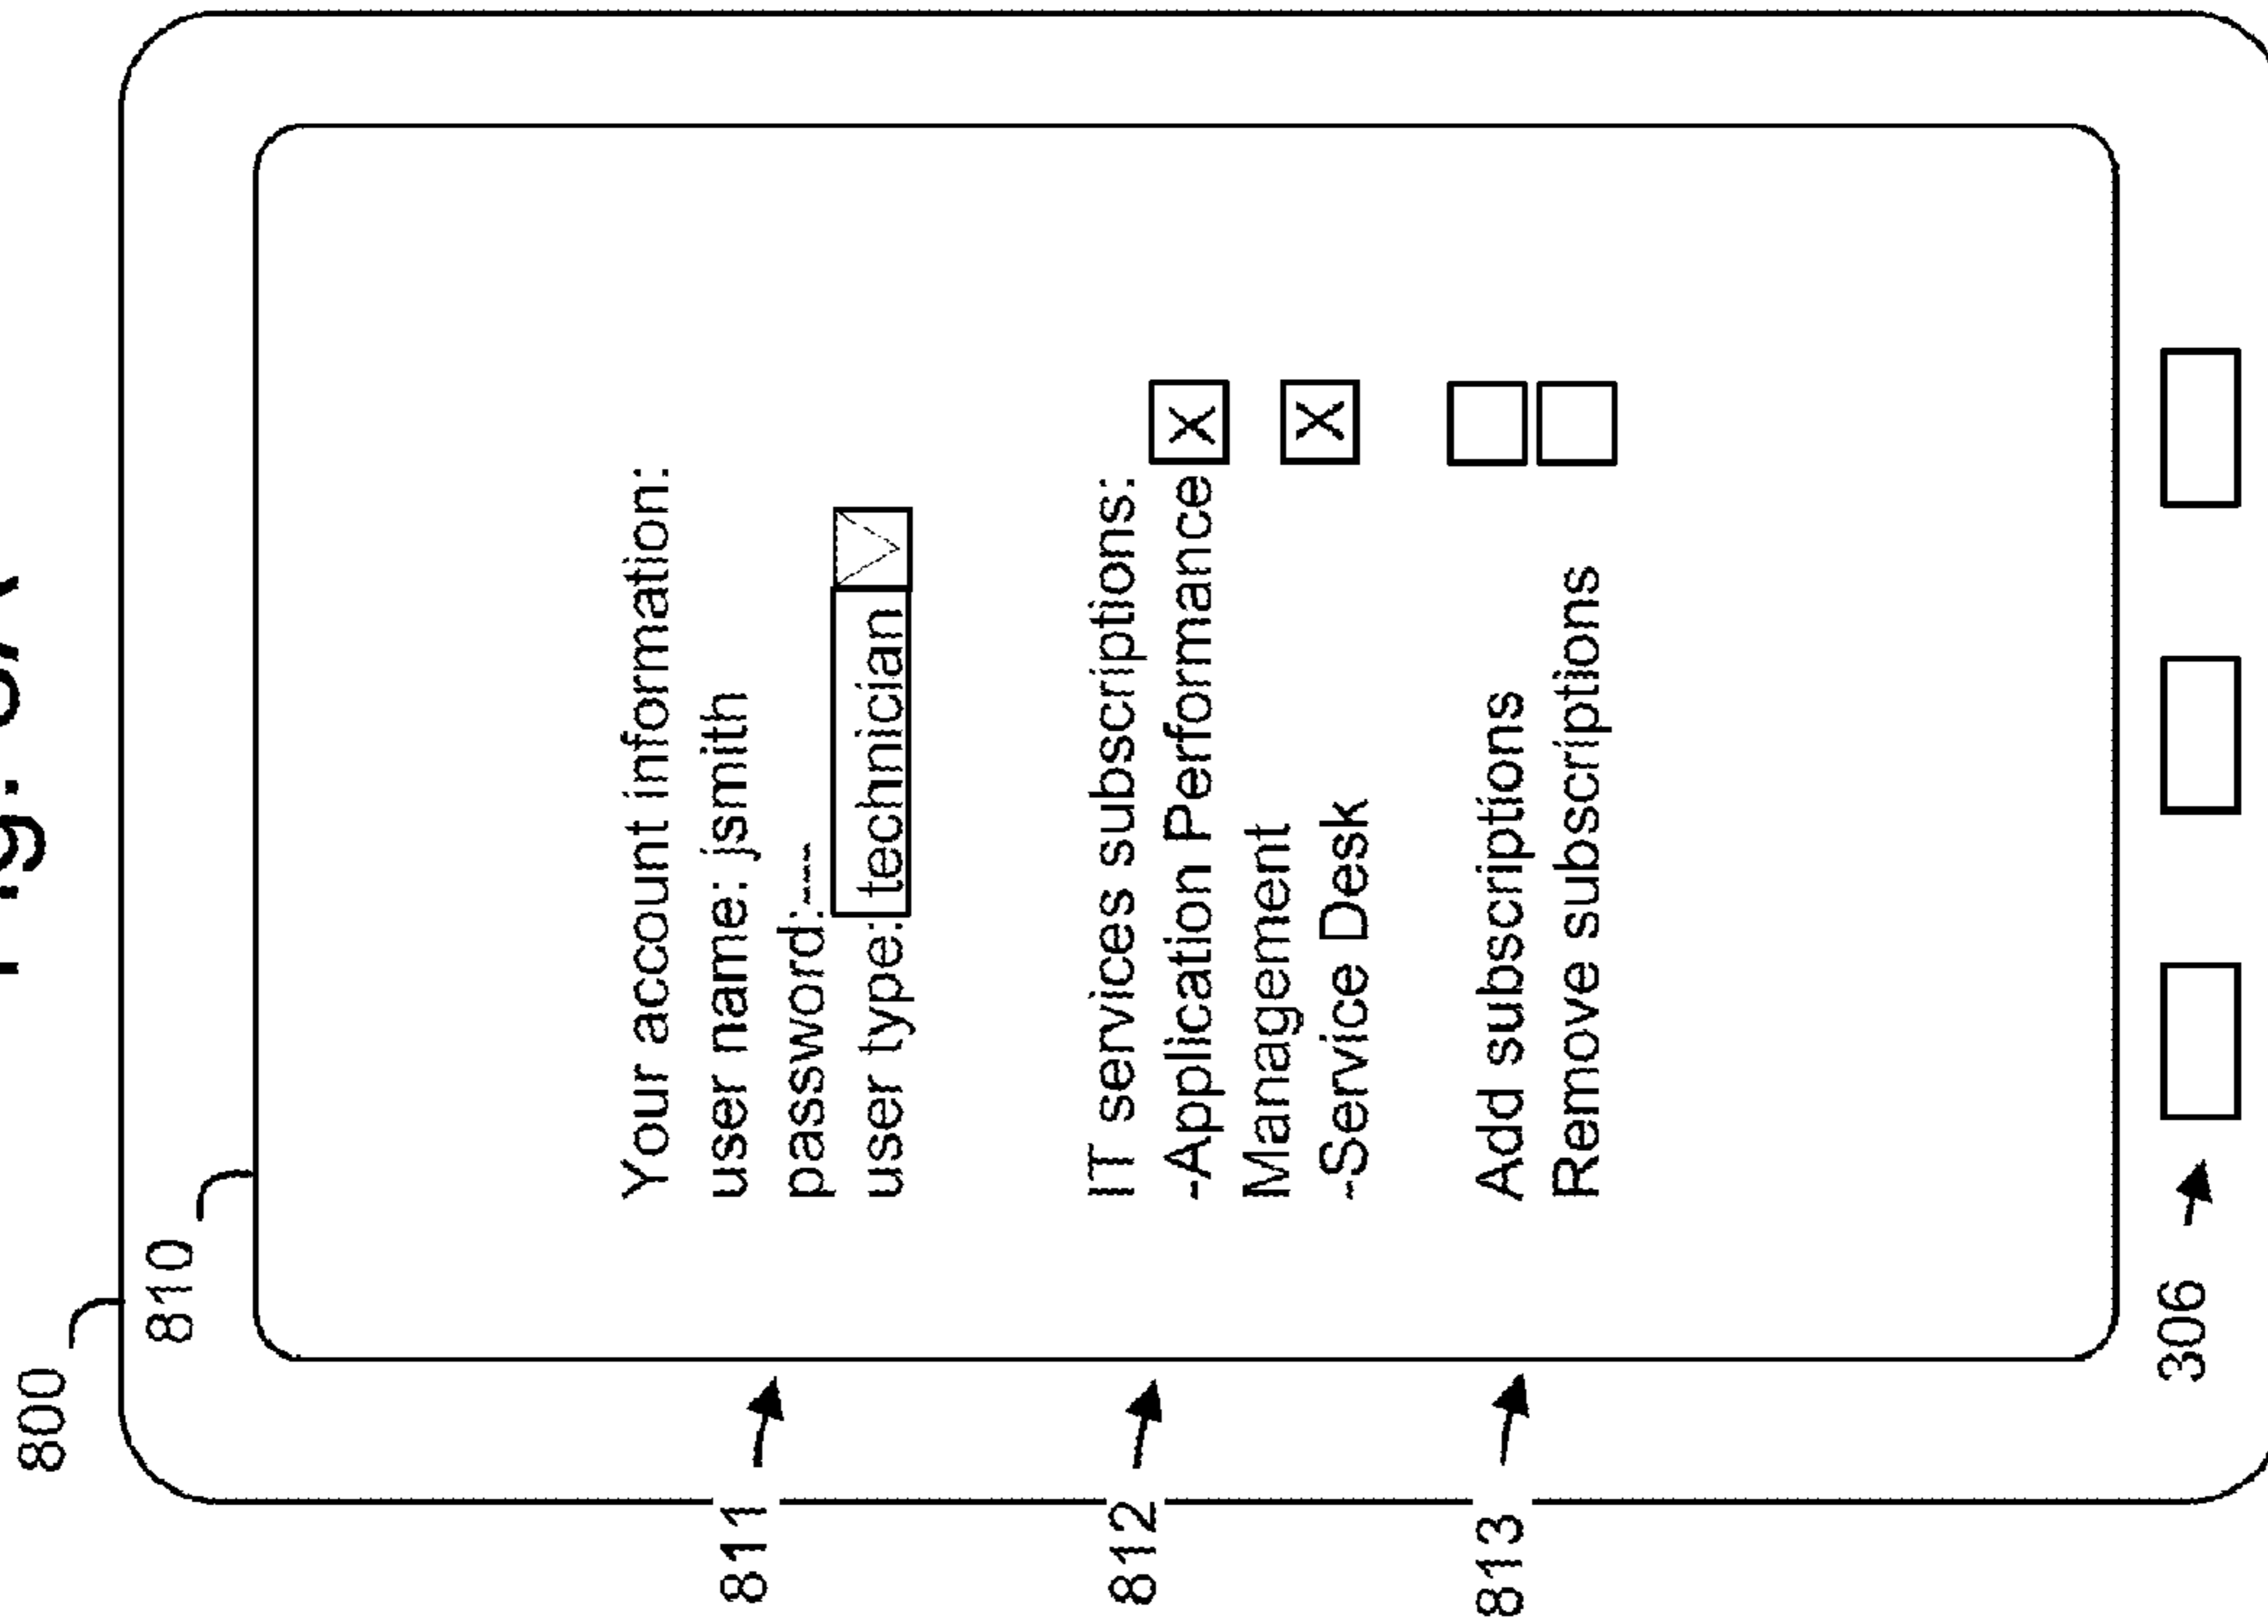 800
810
Your account information:
811
user name: jsmith
password:----
user type: technician
IT services subscriptions:
812
-Application Performance X
Management
-Service Desk X
813
Add subscriptions
Remove subscriptions
306